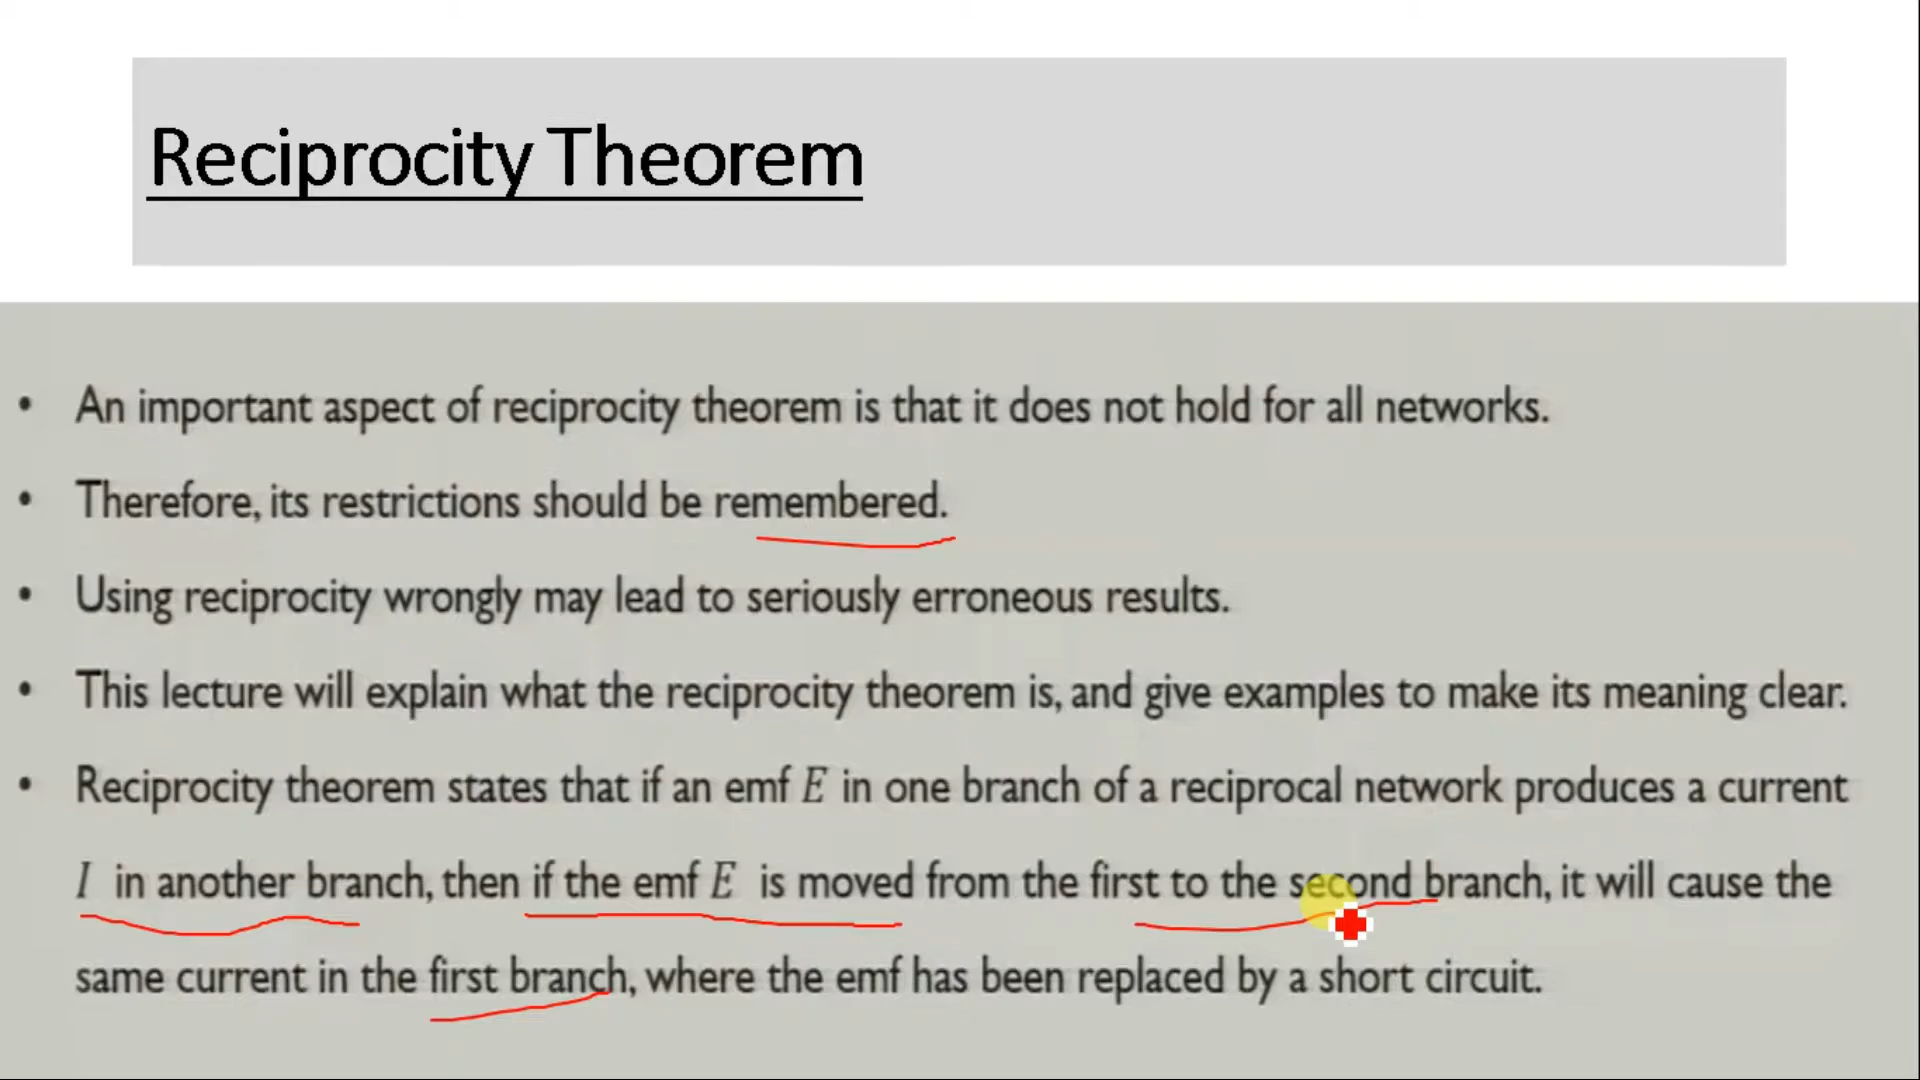 Reciprocity Theorem
• An important aspect of reciprocity theorem is that it does not hold for all networks.
• Therefore, its restrictions should be remembered.
• Using reciprocity wrongly may lead to seriously erroneous results.
• This lecture will explain what the reciprocity theorem is, and give examples to make its meaning clear.
• Reciprocity theorem states that if an emf E in one branch of a reciprocal network produces a current
I in another branch, then if the emf E is moved from the first to the second branch, it will cause the
same current in the first branch, where the emf has been replaced by a short circuit.